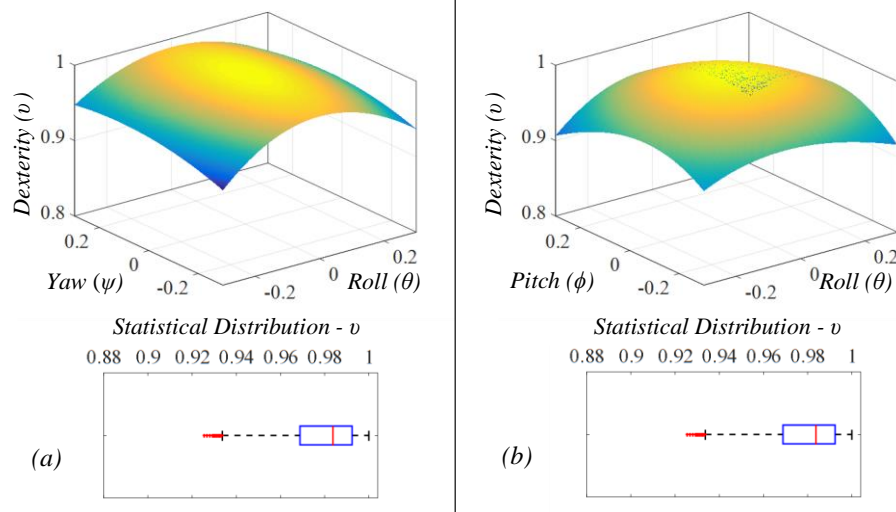 1
0.9
0.8
Dexterity (υ)
0.2
0
-0.2
Yaw (ψ)
-0.2
0
0.2
Roll (θ)
Statistical Distribution - υ
0.88 0.9 0.92 0.94 0.96 0.98 1
(a)
1
0.9
0.8
Dexterity (υ)
0.2
0
-0.2
Pitch (ϕ)
-0.2
0
0.2
Roll (θ)
Statistical Distribution - υ
0.88 0.9 0.92 0.94 0.96 0.98 1
(b)